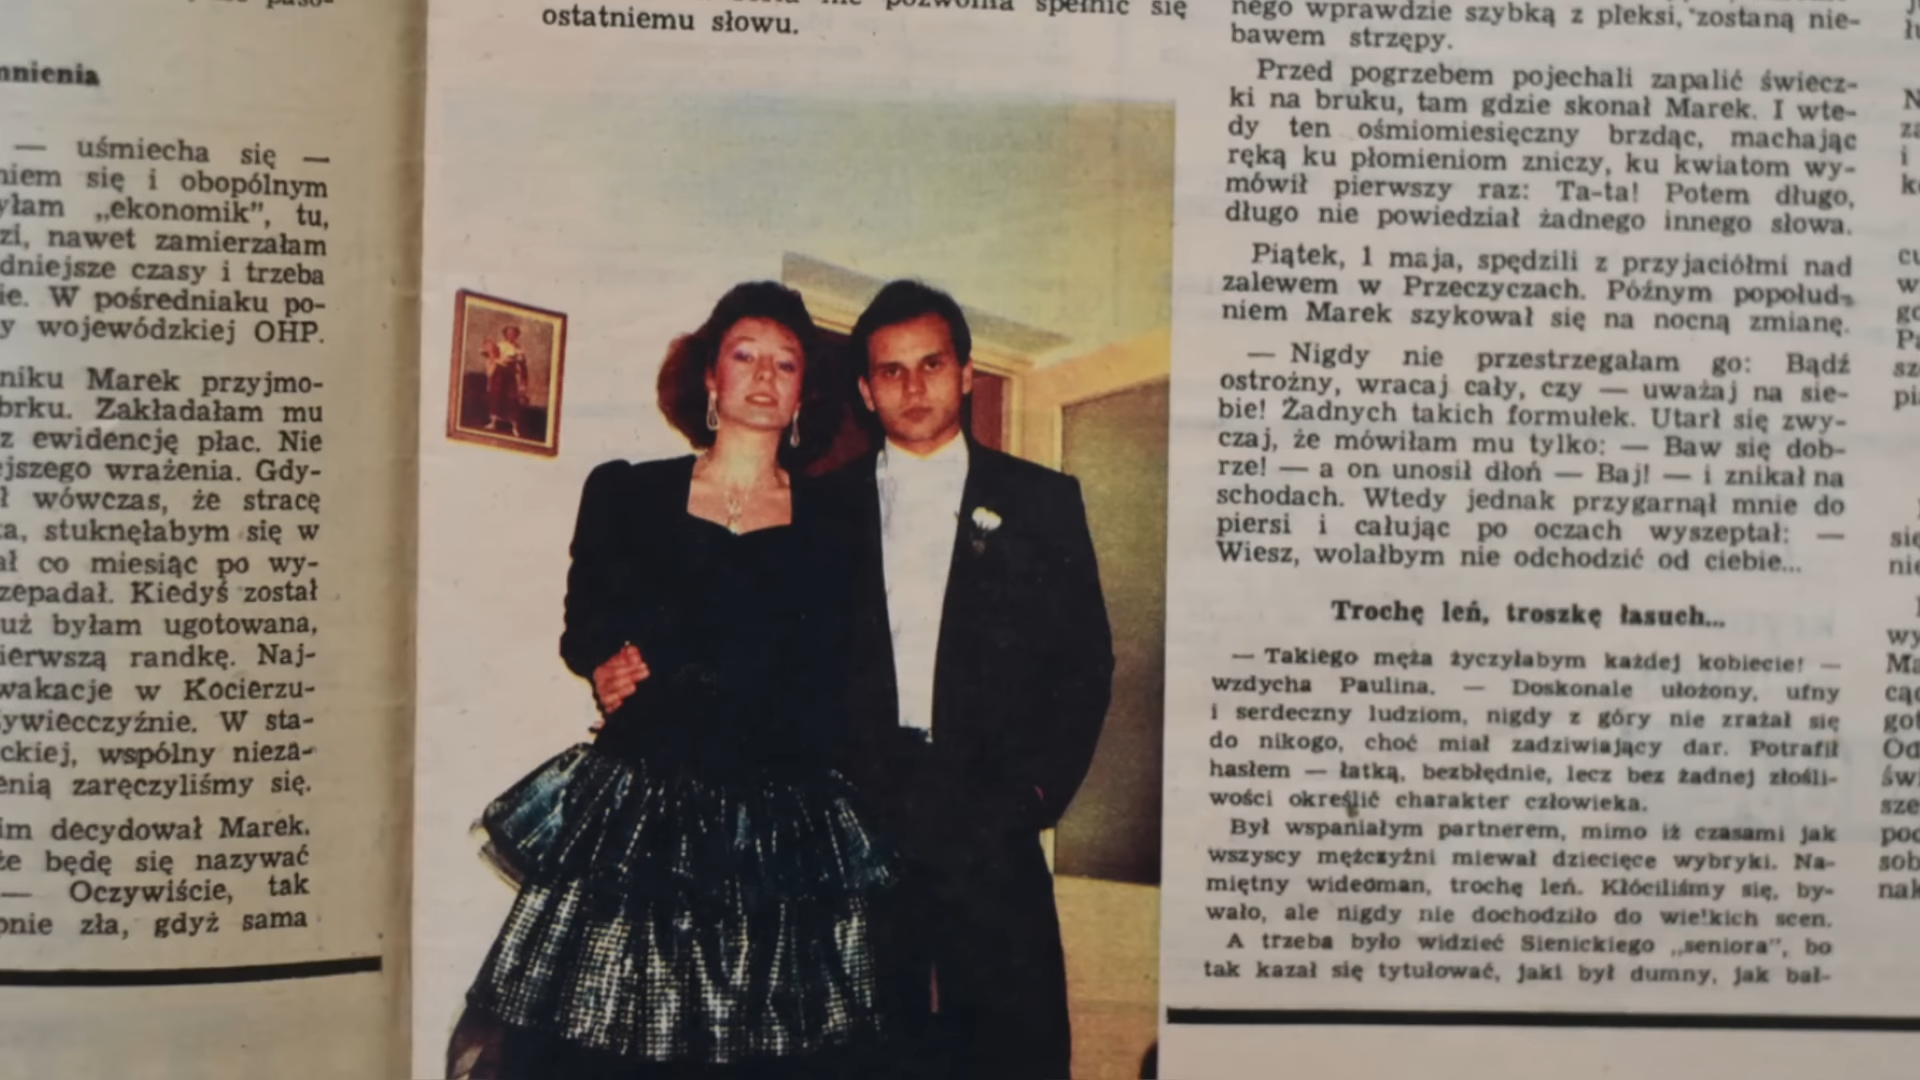 mnienia
— uśmiecha się —
niem się i obopólnym
yłam „ekonomik”, tu,
zi, nawet zamierzałam
dniejsze czasy i trzeba
ie. W pośredniaku po-
y wojewódzkiej OHP.
niku Marek przyjmo-
brku. Zakładałam mu
z ewidencję płac. Nie
ejszego wrażenia. Gdy-
ł wówczas, że stracę
ta, stuknęłabym się w
ał co miesiąc po wy-
zepadał. Kiedyś został
uż byłam ugotowana,
ierwszą randkę. Naj-
wakacje w Kocierzu-
ywiecczyźnie. W sta-
ckiej, wspólny nieza-
enią zaręczyliśmy się.
im decydował Marek.
że będę się nazywać
— Oczywiście, tak
pnie zła, gdyż sama
nie pozwolila spełnić się
ostatniemu słowu.
nego wprawdzie szybką z pleksi, zostaną nie-
bawem strzępy.
Przed pogrzebem pojechali zapalić świecz-
ki na bruku, tam gdzie skonał Marek. I wte-
dy ten ośmiomiesięczny brzdąc, machając
ręką ku płomieniom zniczy, ku kwiatom wy-
mówił pierwszy raz: Ta-ta! Potem długo,
długo nie powiedział żadnego innego słowa.
Piątek, 1 maja, spędzili z przyjaciółmi nad
zalewem w Przeczyczach. Późnym popołud-
niem Marek szykował się na nocną zmianę.
— Nigdy nie przestrzegałam go: Bądź
ostrożny, wracaj cały, czy — uważaj na sie-
bie! Żadnych takich formułek. Utarł się zwy-
czaj, że mówiłam mu tylko: — Baw się dob-
rze! — a on unosił dłoń — Baj! — i znikał na
schodach. Wtedy jednak przygarnął mnie do
piersi i całując po oczach wyszeptał: —
Wiesz, wolałbym nie odchodzić od ciebie...
Trochę leń, troszkę łasuch...
— Takiego męża życzyłabym każdej kobiecie! —
wzdycha Paulina. — Doskonale ułożony, ufny
i serdeczny ludziom, nigdy z góry nie zrażał się
do nikogo, choć miał zadziwiający dar. Potrafił
hasłem — łatką, bezbłędnie, lecz bez żadnej złośli-
wości określić charakter człowieka.
Był wspaniałym partnerem, mimo iż czasami jak
wszyscy mężczyźni miewał dziecięce wybryki. Na-
miętny wideoman, trochę leń. Kłóciliśmy się, by-
wało, ale nigdy nie dochodziło do wielkich scen.
A trzeba było widzieć Sienickiego „seniora”, bo
tak kazał się tytułować, jaki był dumny, jak bał-